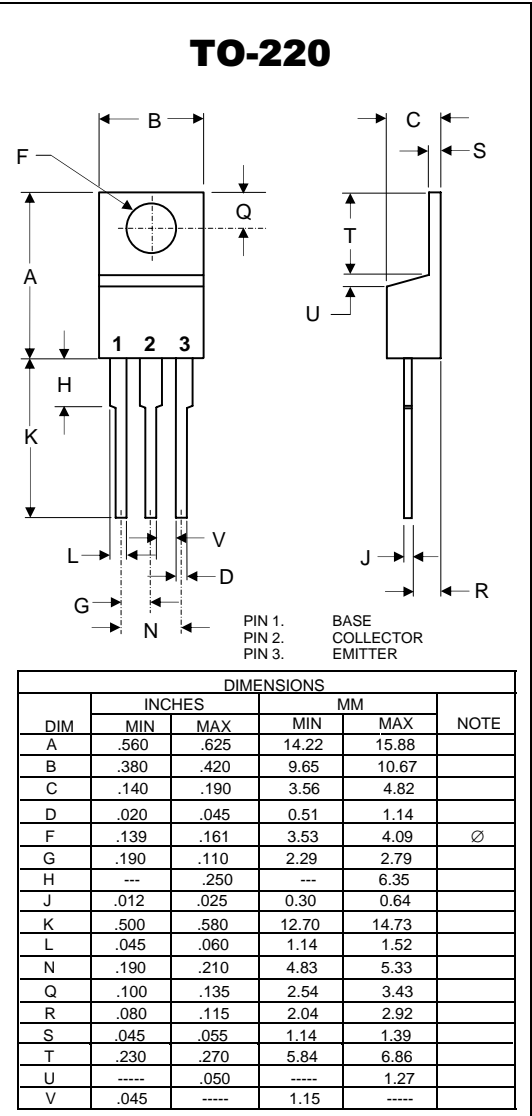 TO-220
B
C
S
F
Q
A
T
U
1 2 3
H
K
L
V
D
J
R
G
N
PIN 1. BASE
PIN 2. COLLECTOR
PIN 3. EMITTER
DIMENSIONS
INCHES MM
DIM MIN MAX MIN MAX NOTE
A .560 .625 14.22 15.88
B .380 .420 9.65 10.67
C .140 .190 3.56 4.82
D .020 .045 0.51 1.14
F .139 .161 3.53 4.09 ∅
G .190 .110 2.29 2.79
H --- .250 --- 6.35
J .012 .025 0.30 0.64
K .500 .580 12.70 14.73
L .045 .060 1.14 1.52
N .190 .210 4.83 5.33
Q .100 .135 2.54 3.43
R .080 .115 2.04 2.92
S .045 .055 1.14 1.39
T .230 .270 5.84 6.86
U ----- .050 ----- 1.27
V .045 ----- 1.15 -----